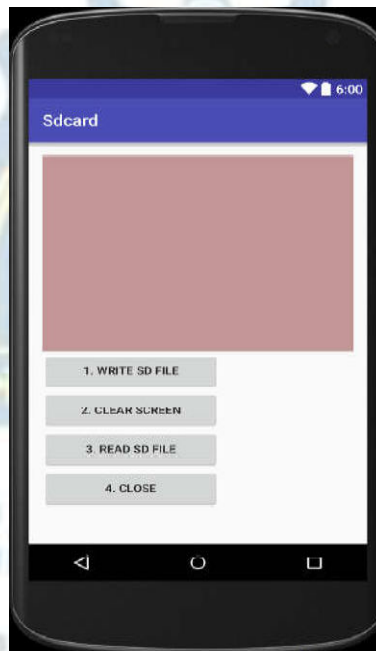 6:00
Sdcard
1. WRITE SD FILE
2. CLEAR SCREEN
3. READ SD FILE
4. CLOSE